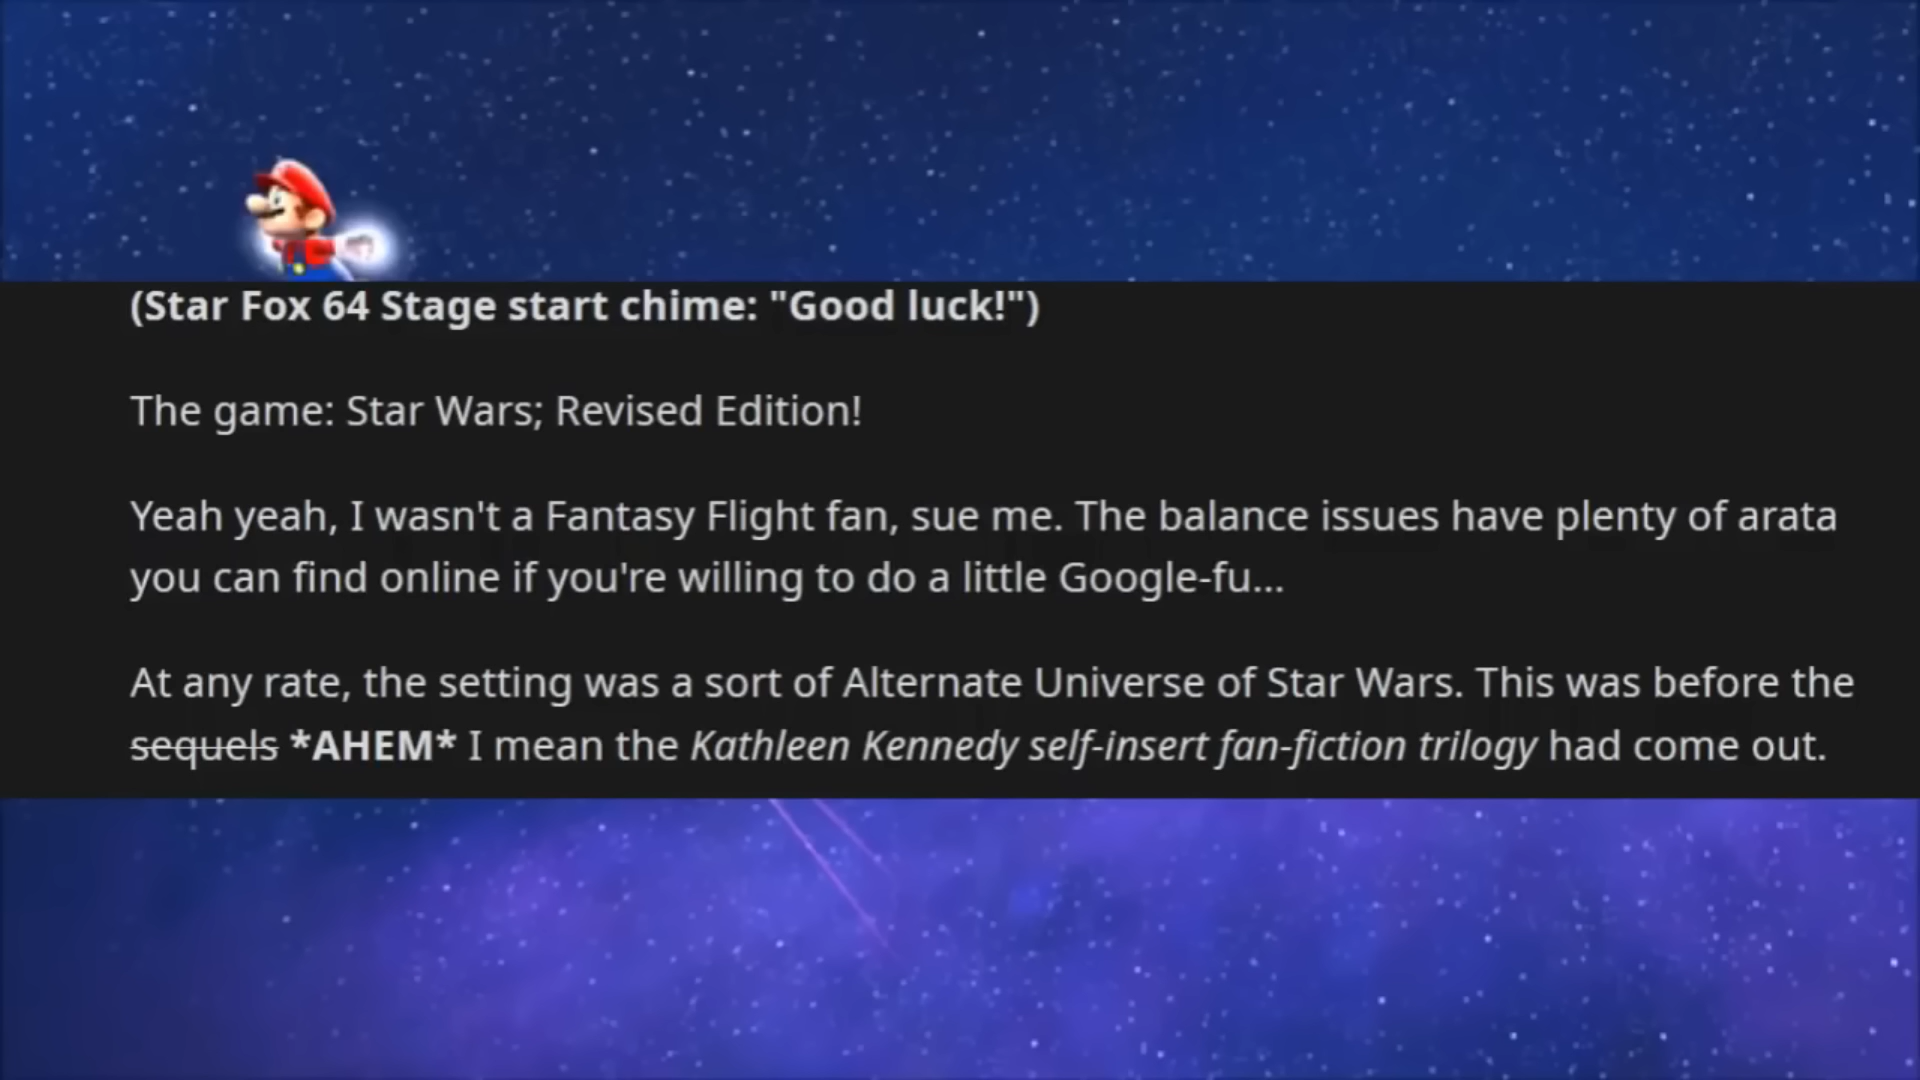 (Star Fox 64 Stage start chime: "Good luck!")
The game: Star Wars; Revised Edition!
Yeah yeah, I wasn't a Fantasy Flight fan, sue me. The balance issues have plenty of arata
you can find online if you're willing to do a little Google-fu...
At any rate, the setting was a sort of Alternate Universe of Star Wars. This was before the
sequels *AHEM* I mean the Kathleen Kennedy self-insert fan-fiction trilogy had come out.